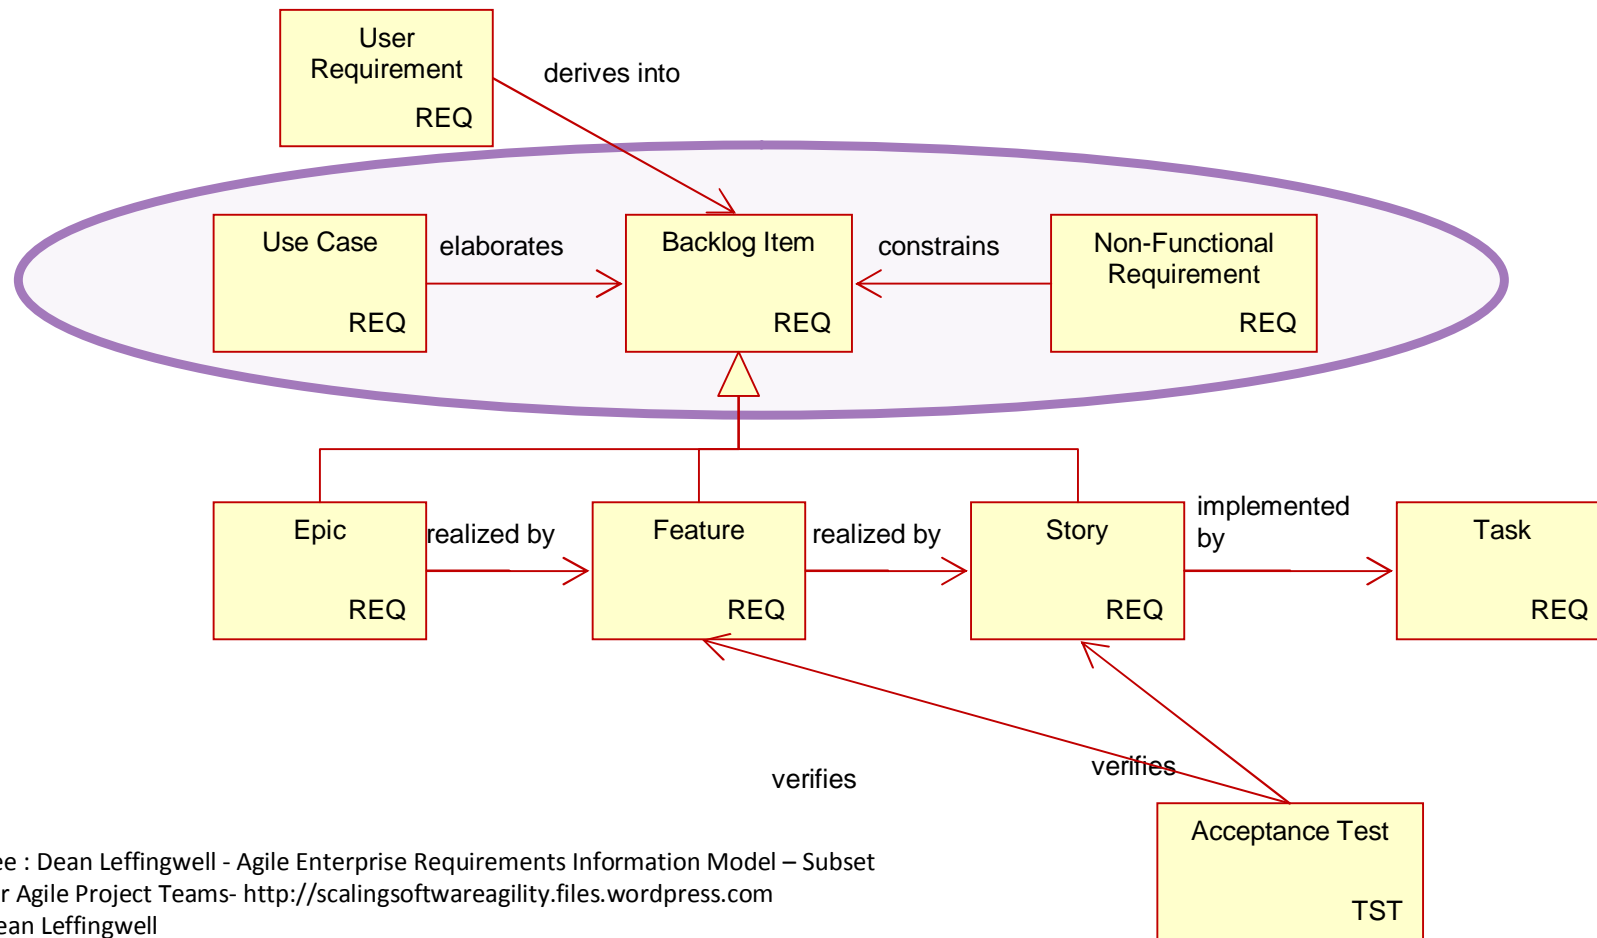 User
Requirement
REQ
derives into
Use Case
REQ
elaborates
Backlog Item
REQ
constrains
Non-Functional
Requirement
REQ
Epic
REQ
realized by
Feature
REQ
realized by
Story
REQ
implemented
by
Task
REQ
verifies
verifies
Acceptance Test
TST
ee : Dean Leffingwell - Agile Enterprise Requirements Information Model – Subset
r Agile Project Teams- http://scalingsoftwareagility.files.wordpress.com
ean Leffingwell